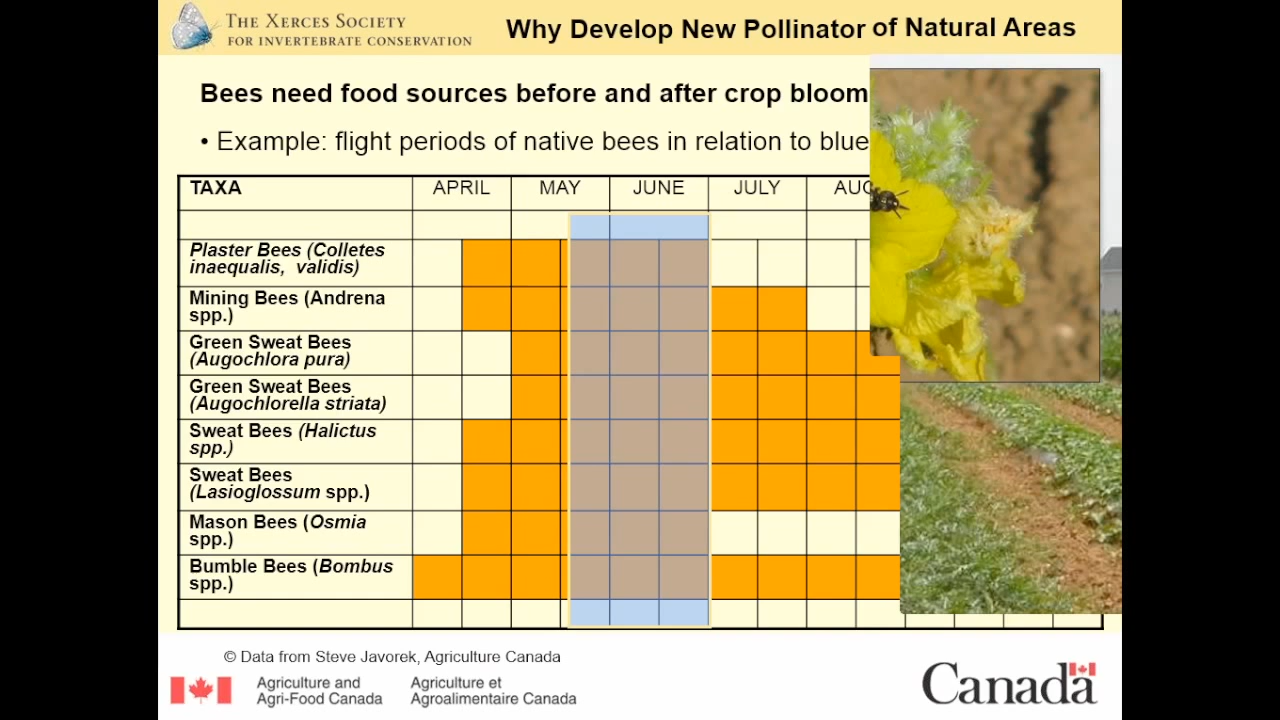 THE XERCES SOCIETY
FOR INVERTEBRATE CONSERVATION
Why Develop New Pollinator of Natural Areas
Bees need food sources before and after crop bloom
• Example: flight periods of native bees in relation to blue
TAXA APRIL MAY JUNE JULY AUG
Plaster Bees (Colletes
inaequalis, validis)
Mining Bees (Andrena
spp.)
Green Sweat Bees
(Augochlora pura)
Green Sweat Bees
(Augochlorella striata)
Sweat Bees (Halictus
spp.)
Sweat Bees
(Lasioglossum spp.)
Mason Bees (Osmia
spp.)
Bumble Bees (Bombus
spp.)
© Data from Steve Javorek, Agriculture Canada
Agriculture and Agriculture et
Agri-Food Canada Agroalimentaire Canada
Canada